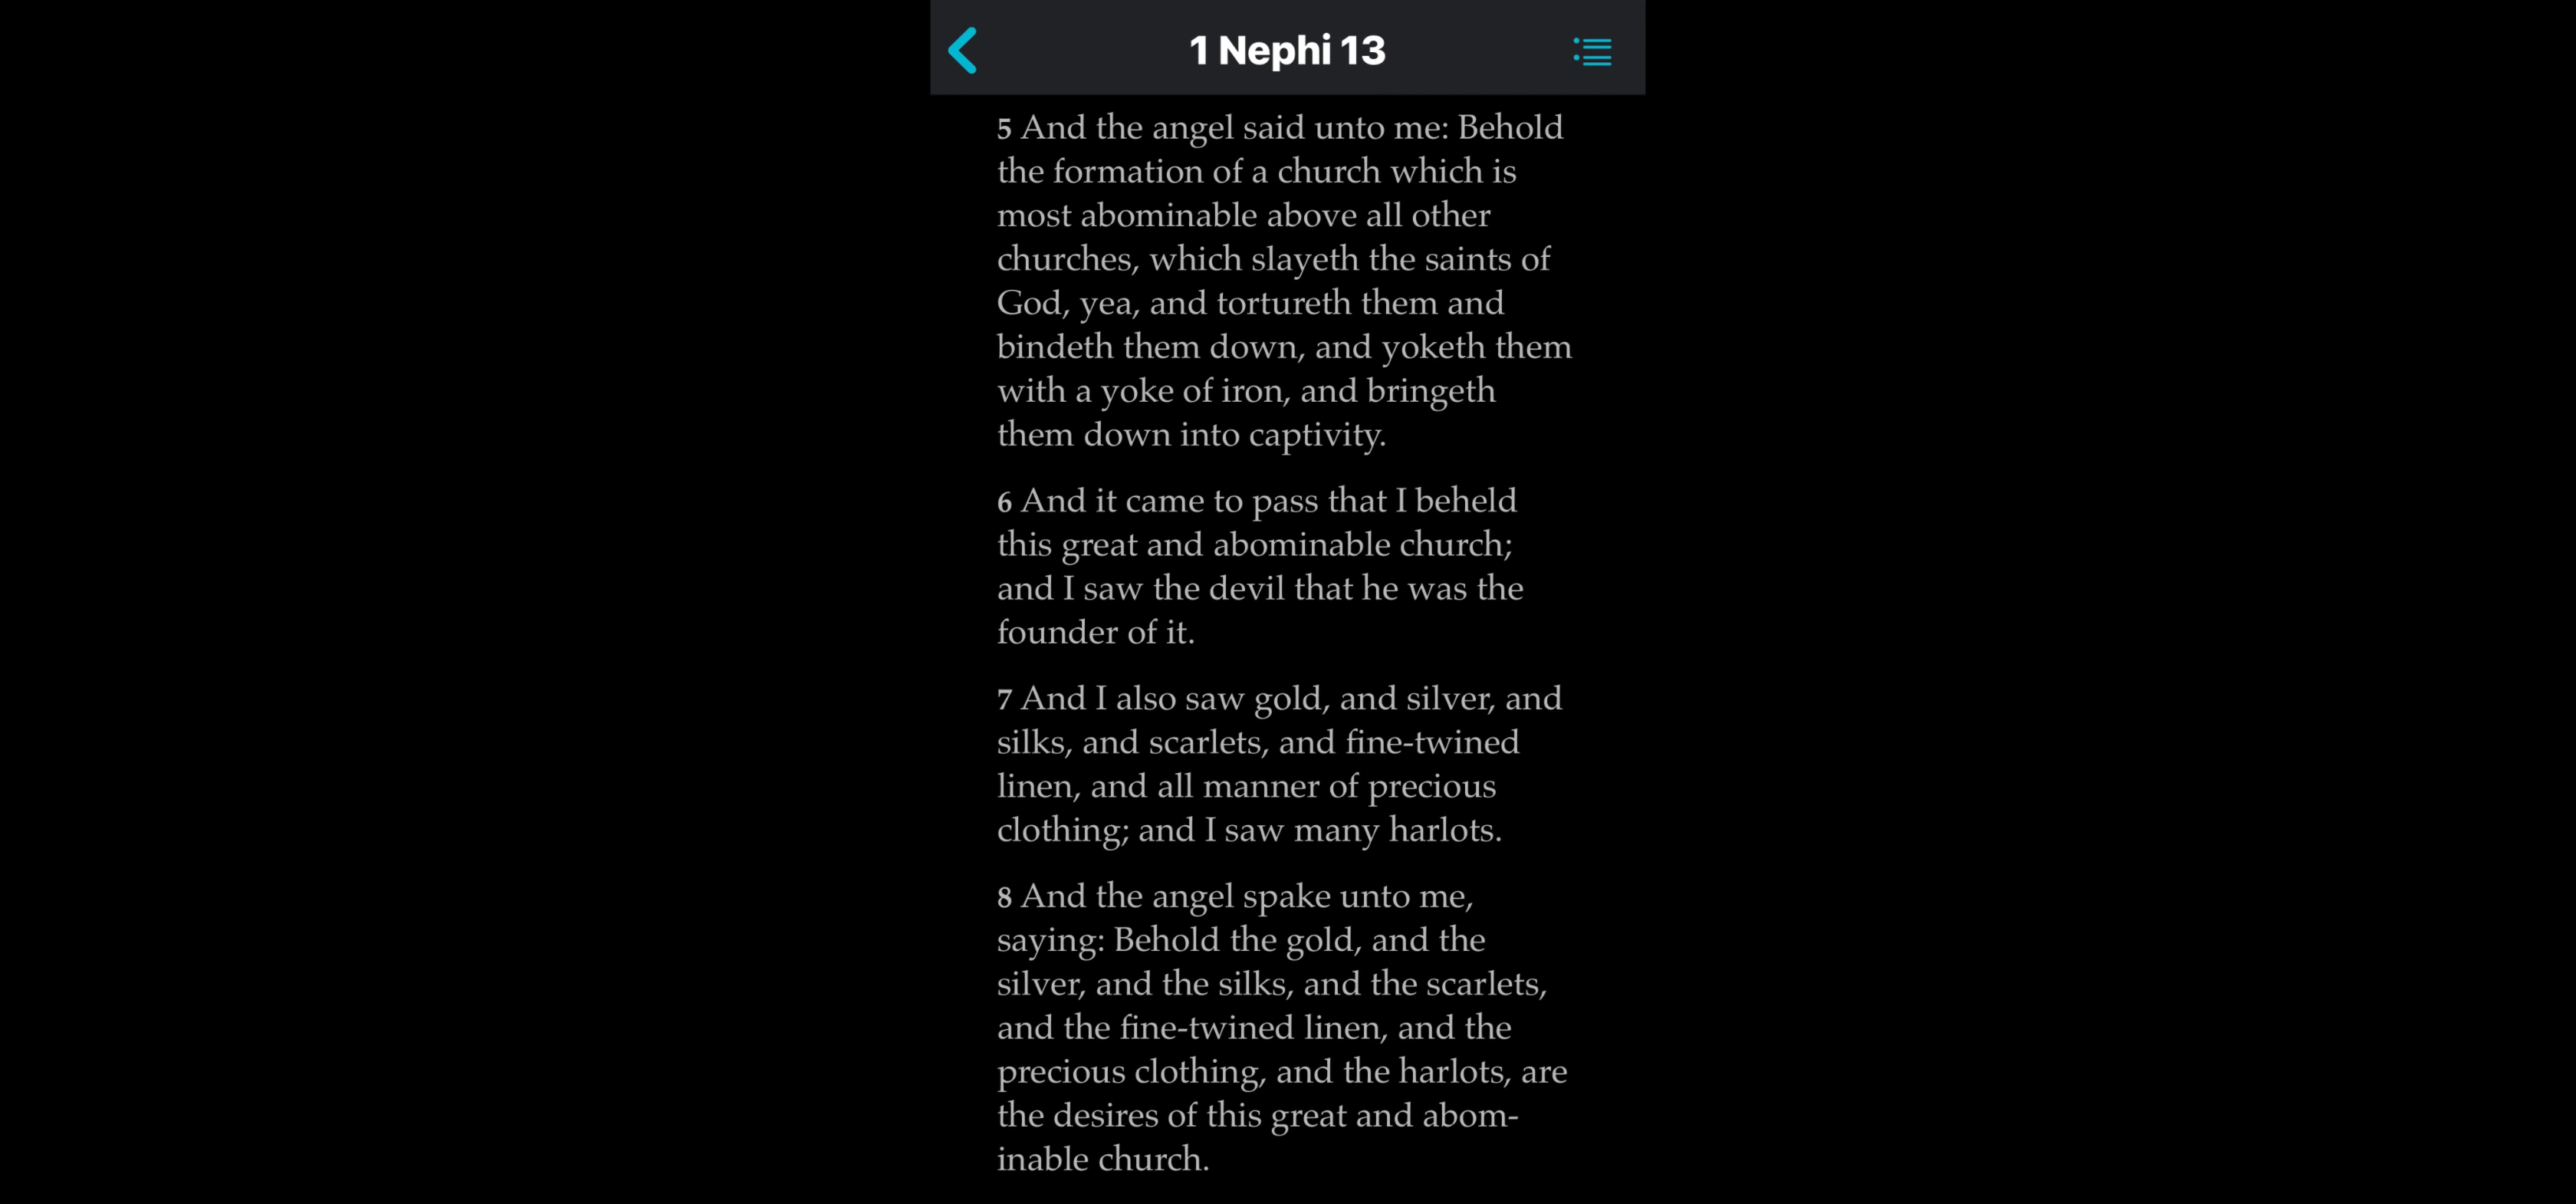 1 Nephi 13
5 And the angel said unto me: Behold
the formation of a church which is
most abominable above all other
churches, which slayeth the saints of
God, yea, and tortureth them and
bindeth them down, and yoketh them
with a yoke of iron, and bringeth
them down into captivity.
6 And it came to pass that I beheld
this great and abominable church;
and I saw the devil that he was the
founder of it.
7 And I also saw gold, and silver, and
silks, and scarlets, and fine-twined
linen, and all manner of precious
clothing; and I saw many harlots.
8 And the angel spake unto me,
saying: Behold the gold, and the
silver, and the silks, and the scarlets,
and the fine-twined linen, and the
precious clothing, and the harlots, are
the desires of this great and abom-
inable church.